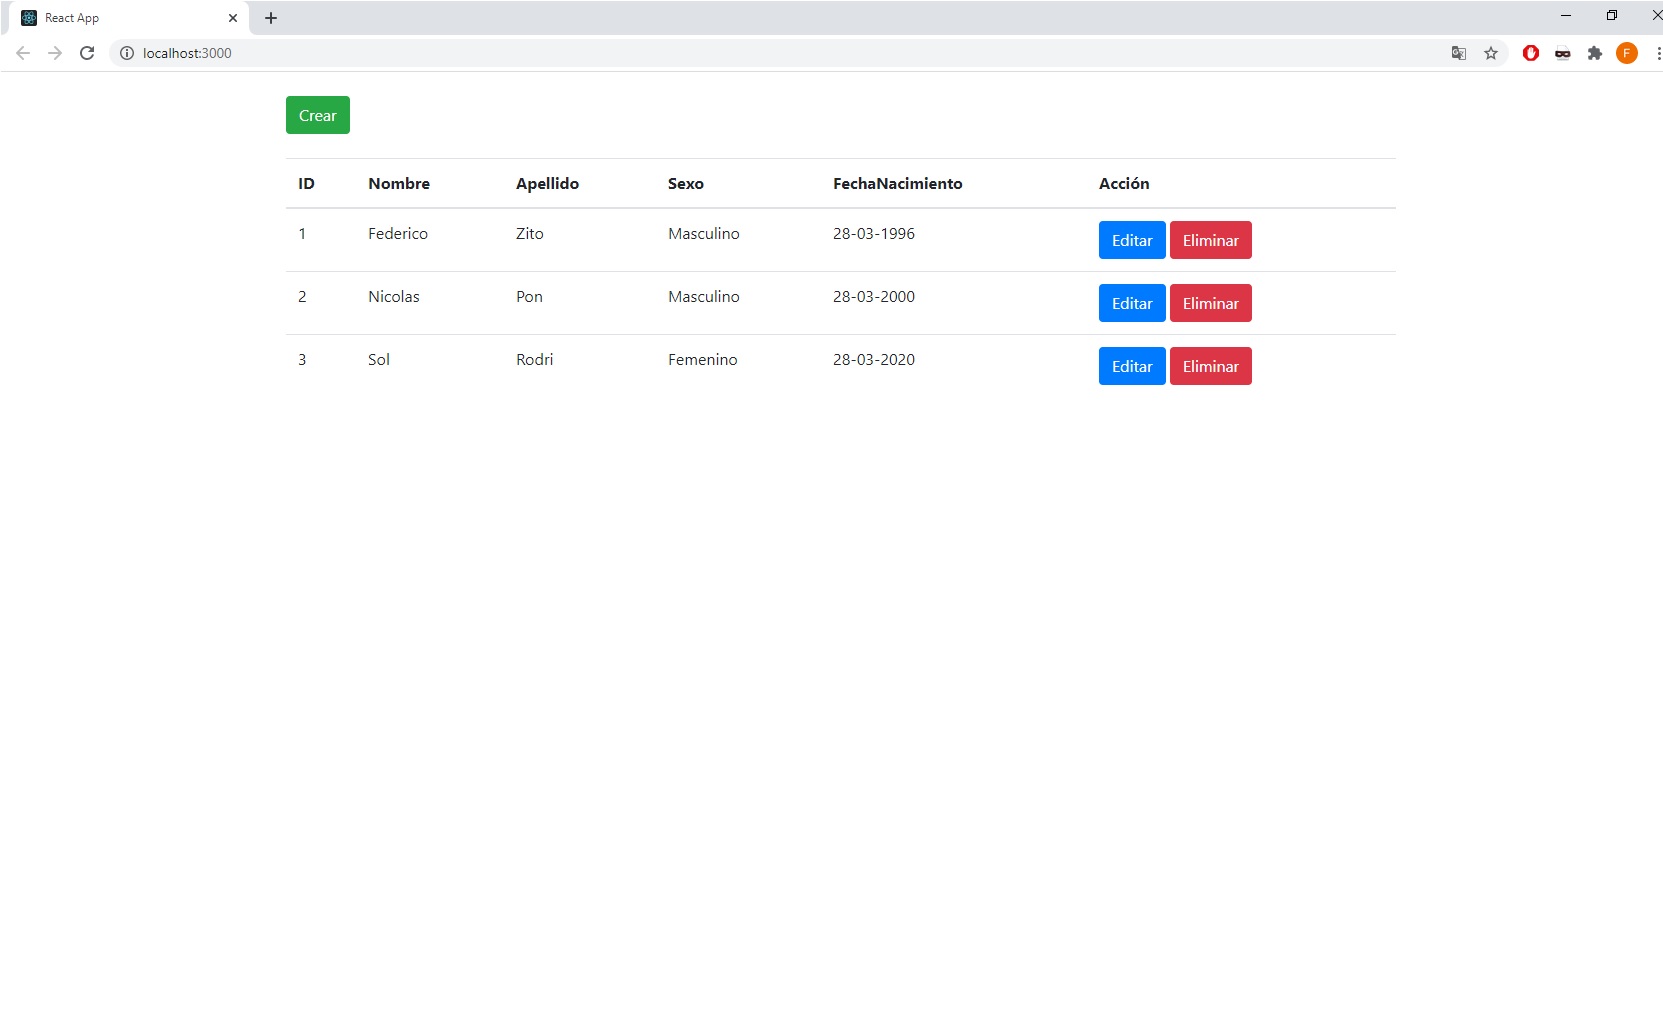 React App
localhost:3000
F
Crear
ID Nombre Apellido Sexo FechaNacimiento Acción
1 Federico Zito Masculino 28-03-1996 Editar Eliminar
2 Nicolas Pon Masculino 28-03-2000 Editar Eliminar
3 Sol Rodri Femenino 28-03-2020 Editar Eliminar